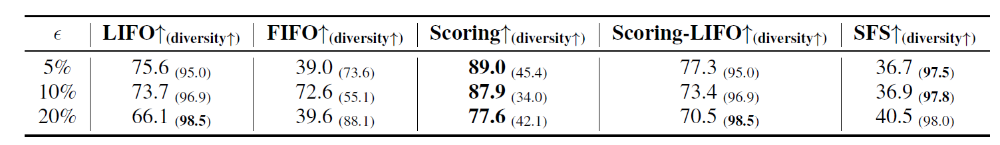 ϵ LIFO↑(diversity↑) FIFO↑(diversity↑) Scoring↑(diversity↑) Scoring-LIFO↑(diversity↑) SFS↑(diversity↑)
5% 75.6 (95.0) 39.0 (73.6) 89.0 (45.4) 77.3 (95.0) 36.7 (97.5)
10% 73.7 (96.9) 72.6 (55.1) 87.9 (34.0) 73.4 (96.9) 36.9 (97.8)
20% 66.1 (98.5) 39.6 (88.1) 77.6 (42.1) 70.5 (98.5) 40.5 (98.0)